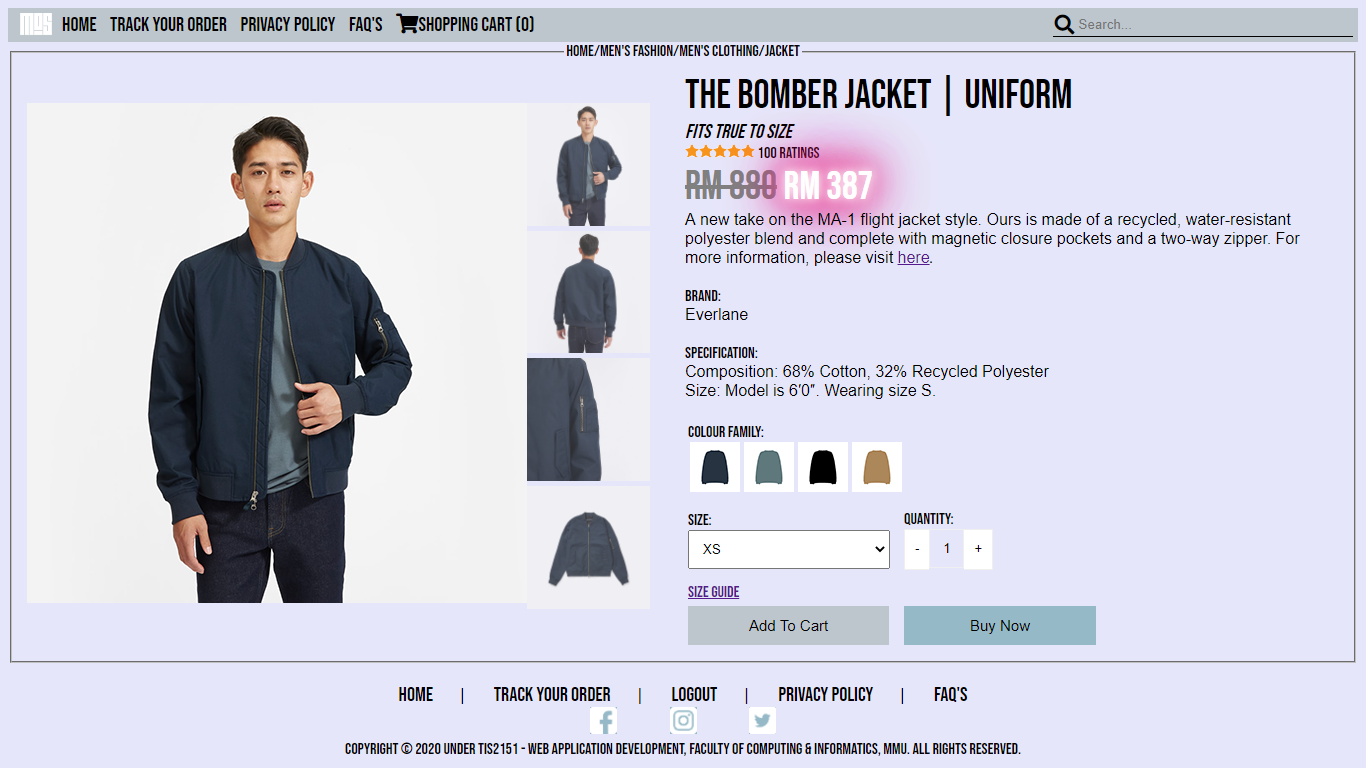 MOS HOME TRACK YOUR ORDER PRIVACY POLICY FAQ'S SHOPPING CART (0) Search...
HOME/MEN'S FASHION/MEN'S CLOTHING/JACKET
THE BOMBER JACKET | UNIFORM
FITS TRUE TO SIZE
100 RATINGS
RM 880 RM 387
A new take on the MA-1 flight jacket style. Ours is made of a recycled, water-resistant
polyester blend and complete with magnetic closure pockets and a two-way zipper. For
more information, please visit here.
BRAND:
Everlane
SPECIFICATION:
Composition: 68% Cotton, 32% Recycled Polyester
Size: Model is 6′0″. Wearing size S.
COLOUR FAMILY:
SIZE: QUANTITY:
XS - 1 +
SIZE GUIDE
Add To Cart Buy Now
HOME | TRACK YOUR ORDER | LOGOUT | PRIVACY POLICY | FAQ'S
COPYRIGHT © 2020 UNDER TIS2151 - WEB APPLICATION DEVELOPMENT, FACULTY OF COMPUTING & INFORMATICS, MMU. ALL RIGHTS RESERVED.